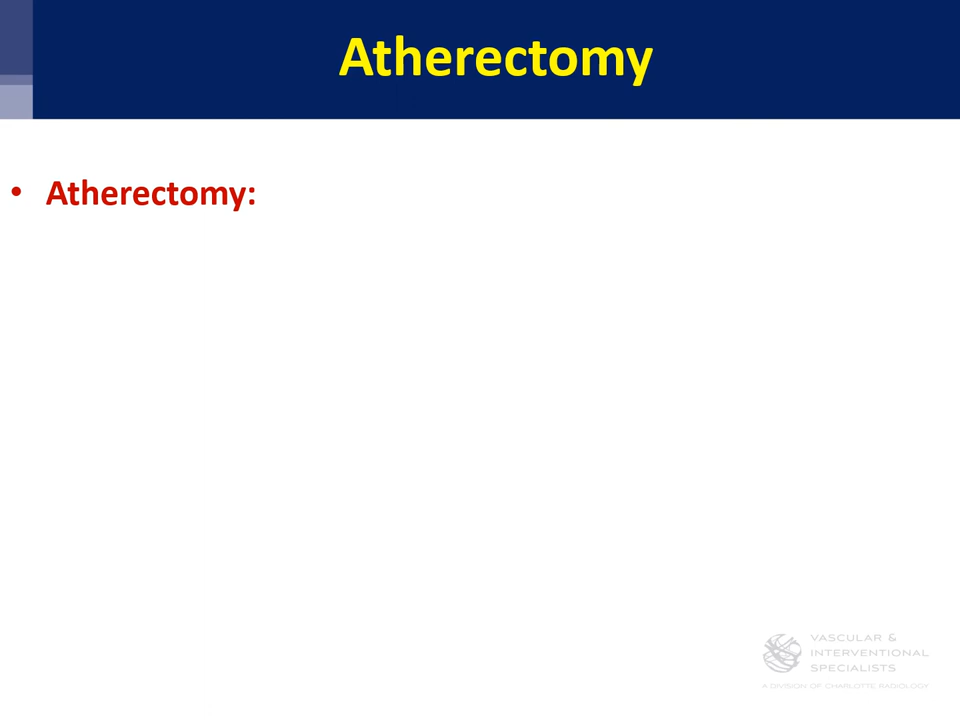 Atherectomy
• Atherectomy:
VASCULAR &
INTERVENTIONAL
SPECIALISTS
A DIVISION OF CHARLOTTE RADIOLOGY